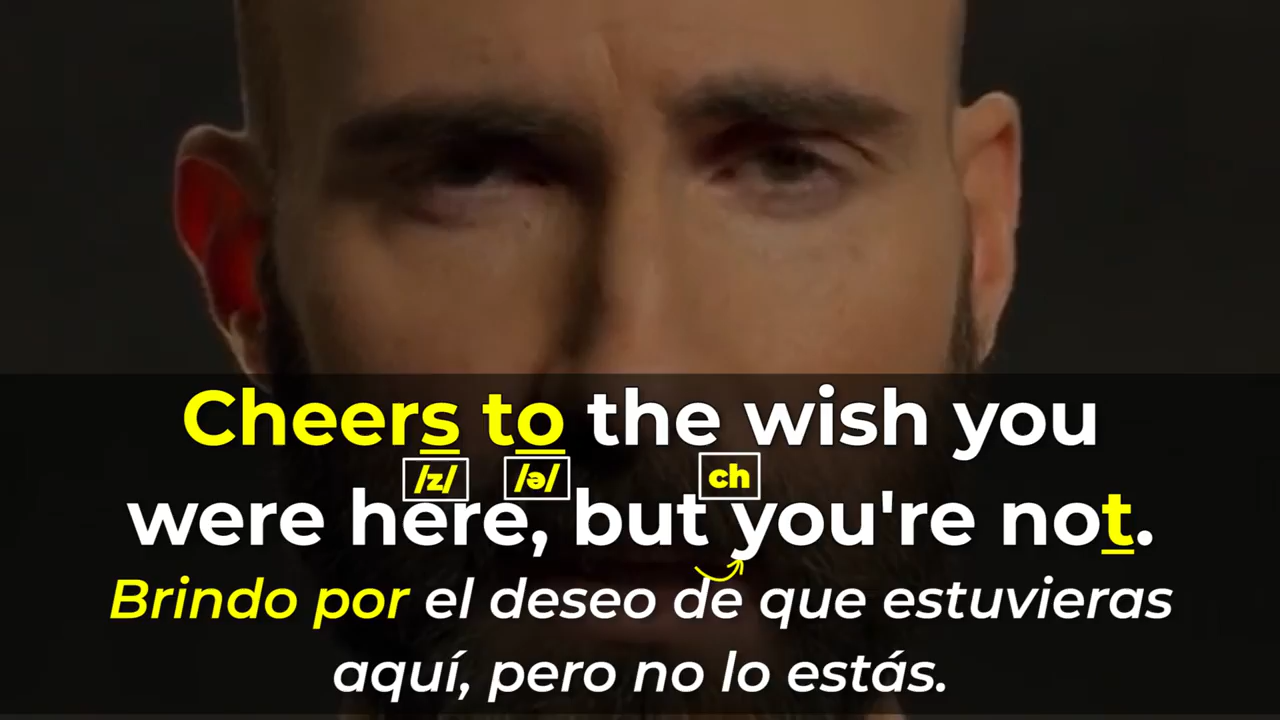 Cheers to the wish you
/z/ /ə/ ch
were here, but you're not.
Brindo por el deseo de que estuvieras
aquí, pero no lo estás.